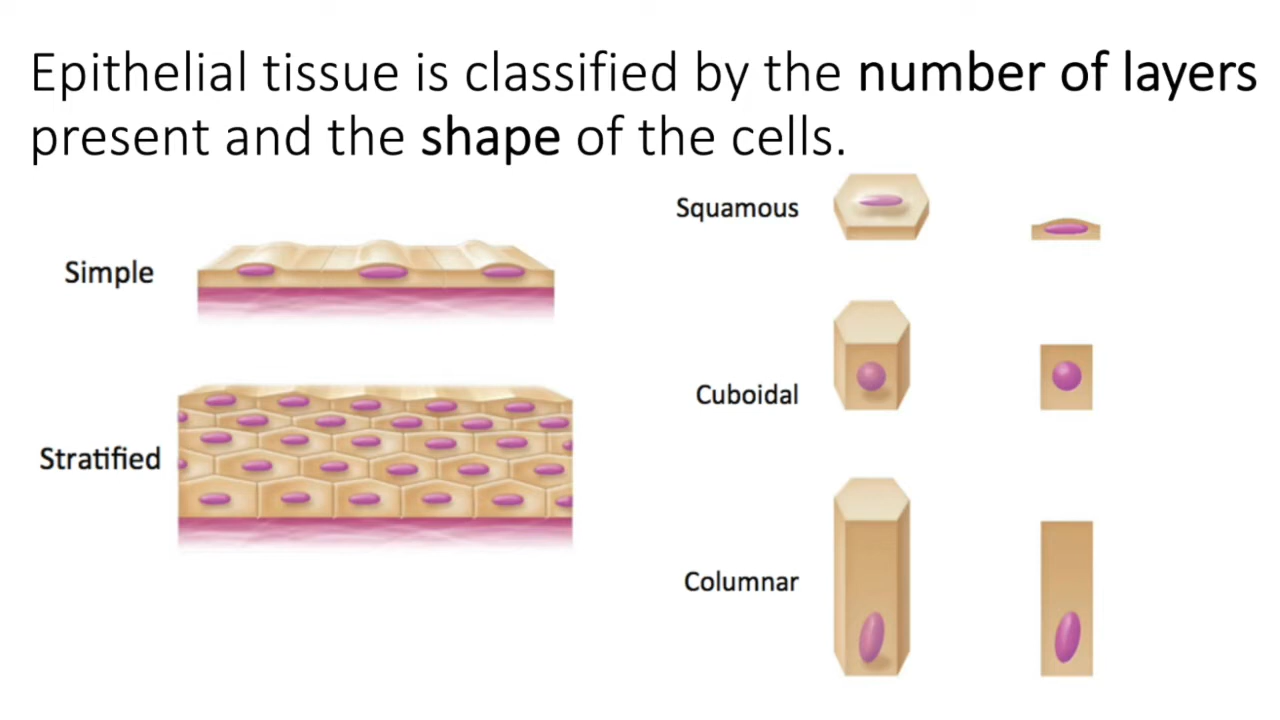 Epithelial tissue is classified by the number of layers
present and the shape of the cells.
Simple
Stratified
Squamous
Cuboidal
Columnar